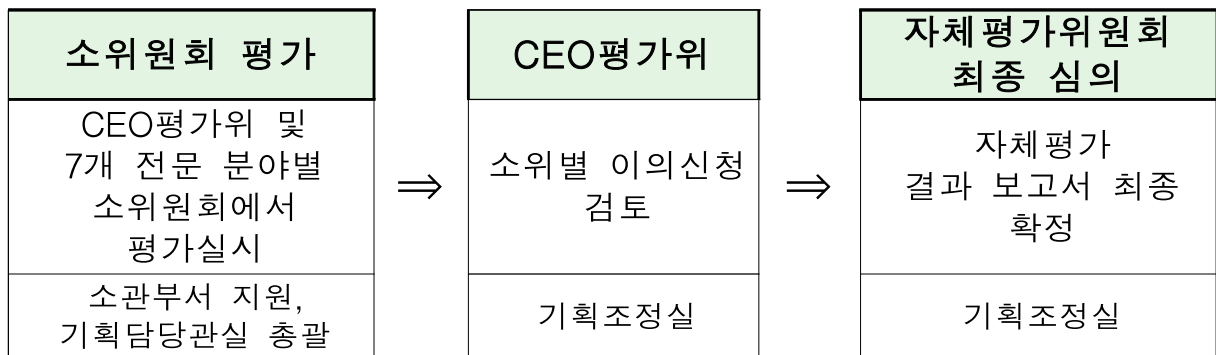 소위원회 평가
CEO평가위 및
7개 전문 분야별
소위원회에서
평가실시
소관부서 지원,
기획담당관실 총괄
⇒
CEO평가위
소위별 이의신청
검토
기획조정실
⇒
자체평가위원회
최종 심의
자체평가
결과 보고서 최종
확정
기획조정실